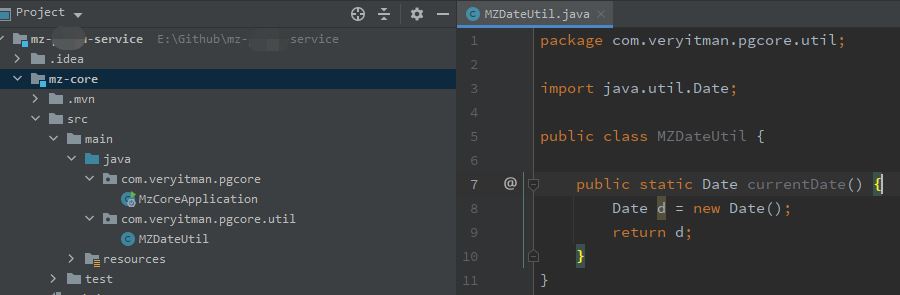 Project
mz- -service E:\Github\mz- service
.idea
mz-core
.mvn
src
main
java
com.veryitman.pgcore
MzCoreApplication
com.veryitman.pgcore.util
MZDateUtil
resources
test
MZDateUtil.java
1 package com.veryitman.pgcore.util;
2
3 import java.util.Date;
4
5 public class MZDateUtil {
6
7 @ public static Date currentDate() {
8 Date d = new Date();
9 return d;
10 }
11 }